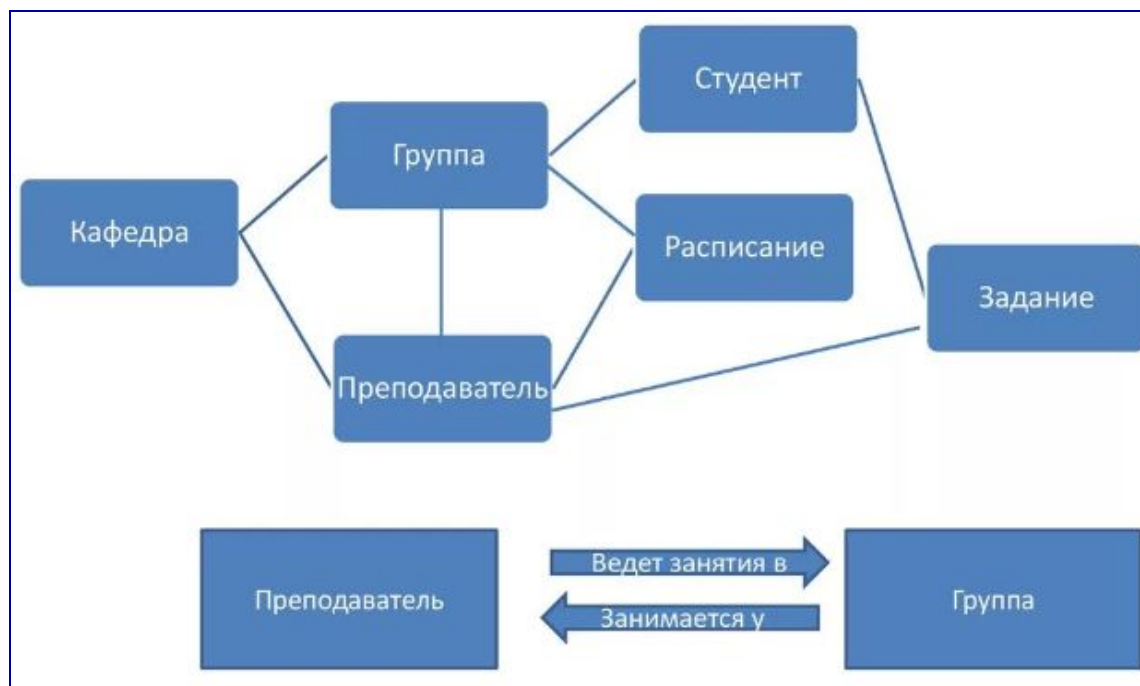 Студент
Группа
Кафедра
Расписание
Задание
Преподаватель
Ведет занятия в
Преподаватель
Группа
Занимается у